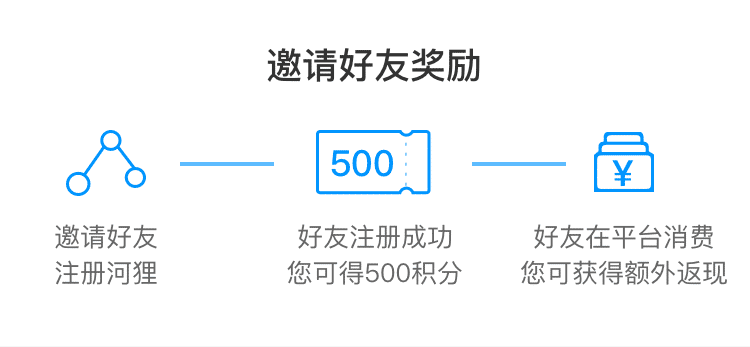 邀请好友奖励
500
¥
邀请好友
注册河狸
好友注册成功
您可得500积分
好友在平台消费
您可获得额外返现